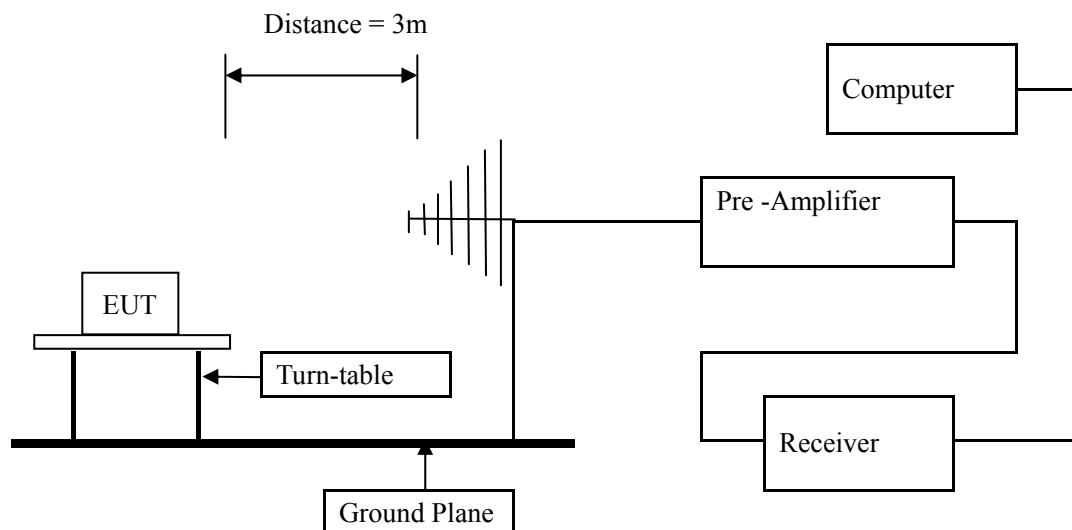 Distance = 3m
Computer
Pre -Amplifier
EUT
Turn-table
Receiver
Ground Plane